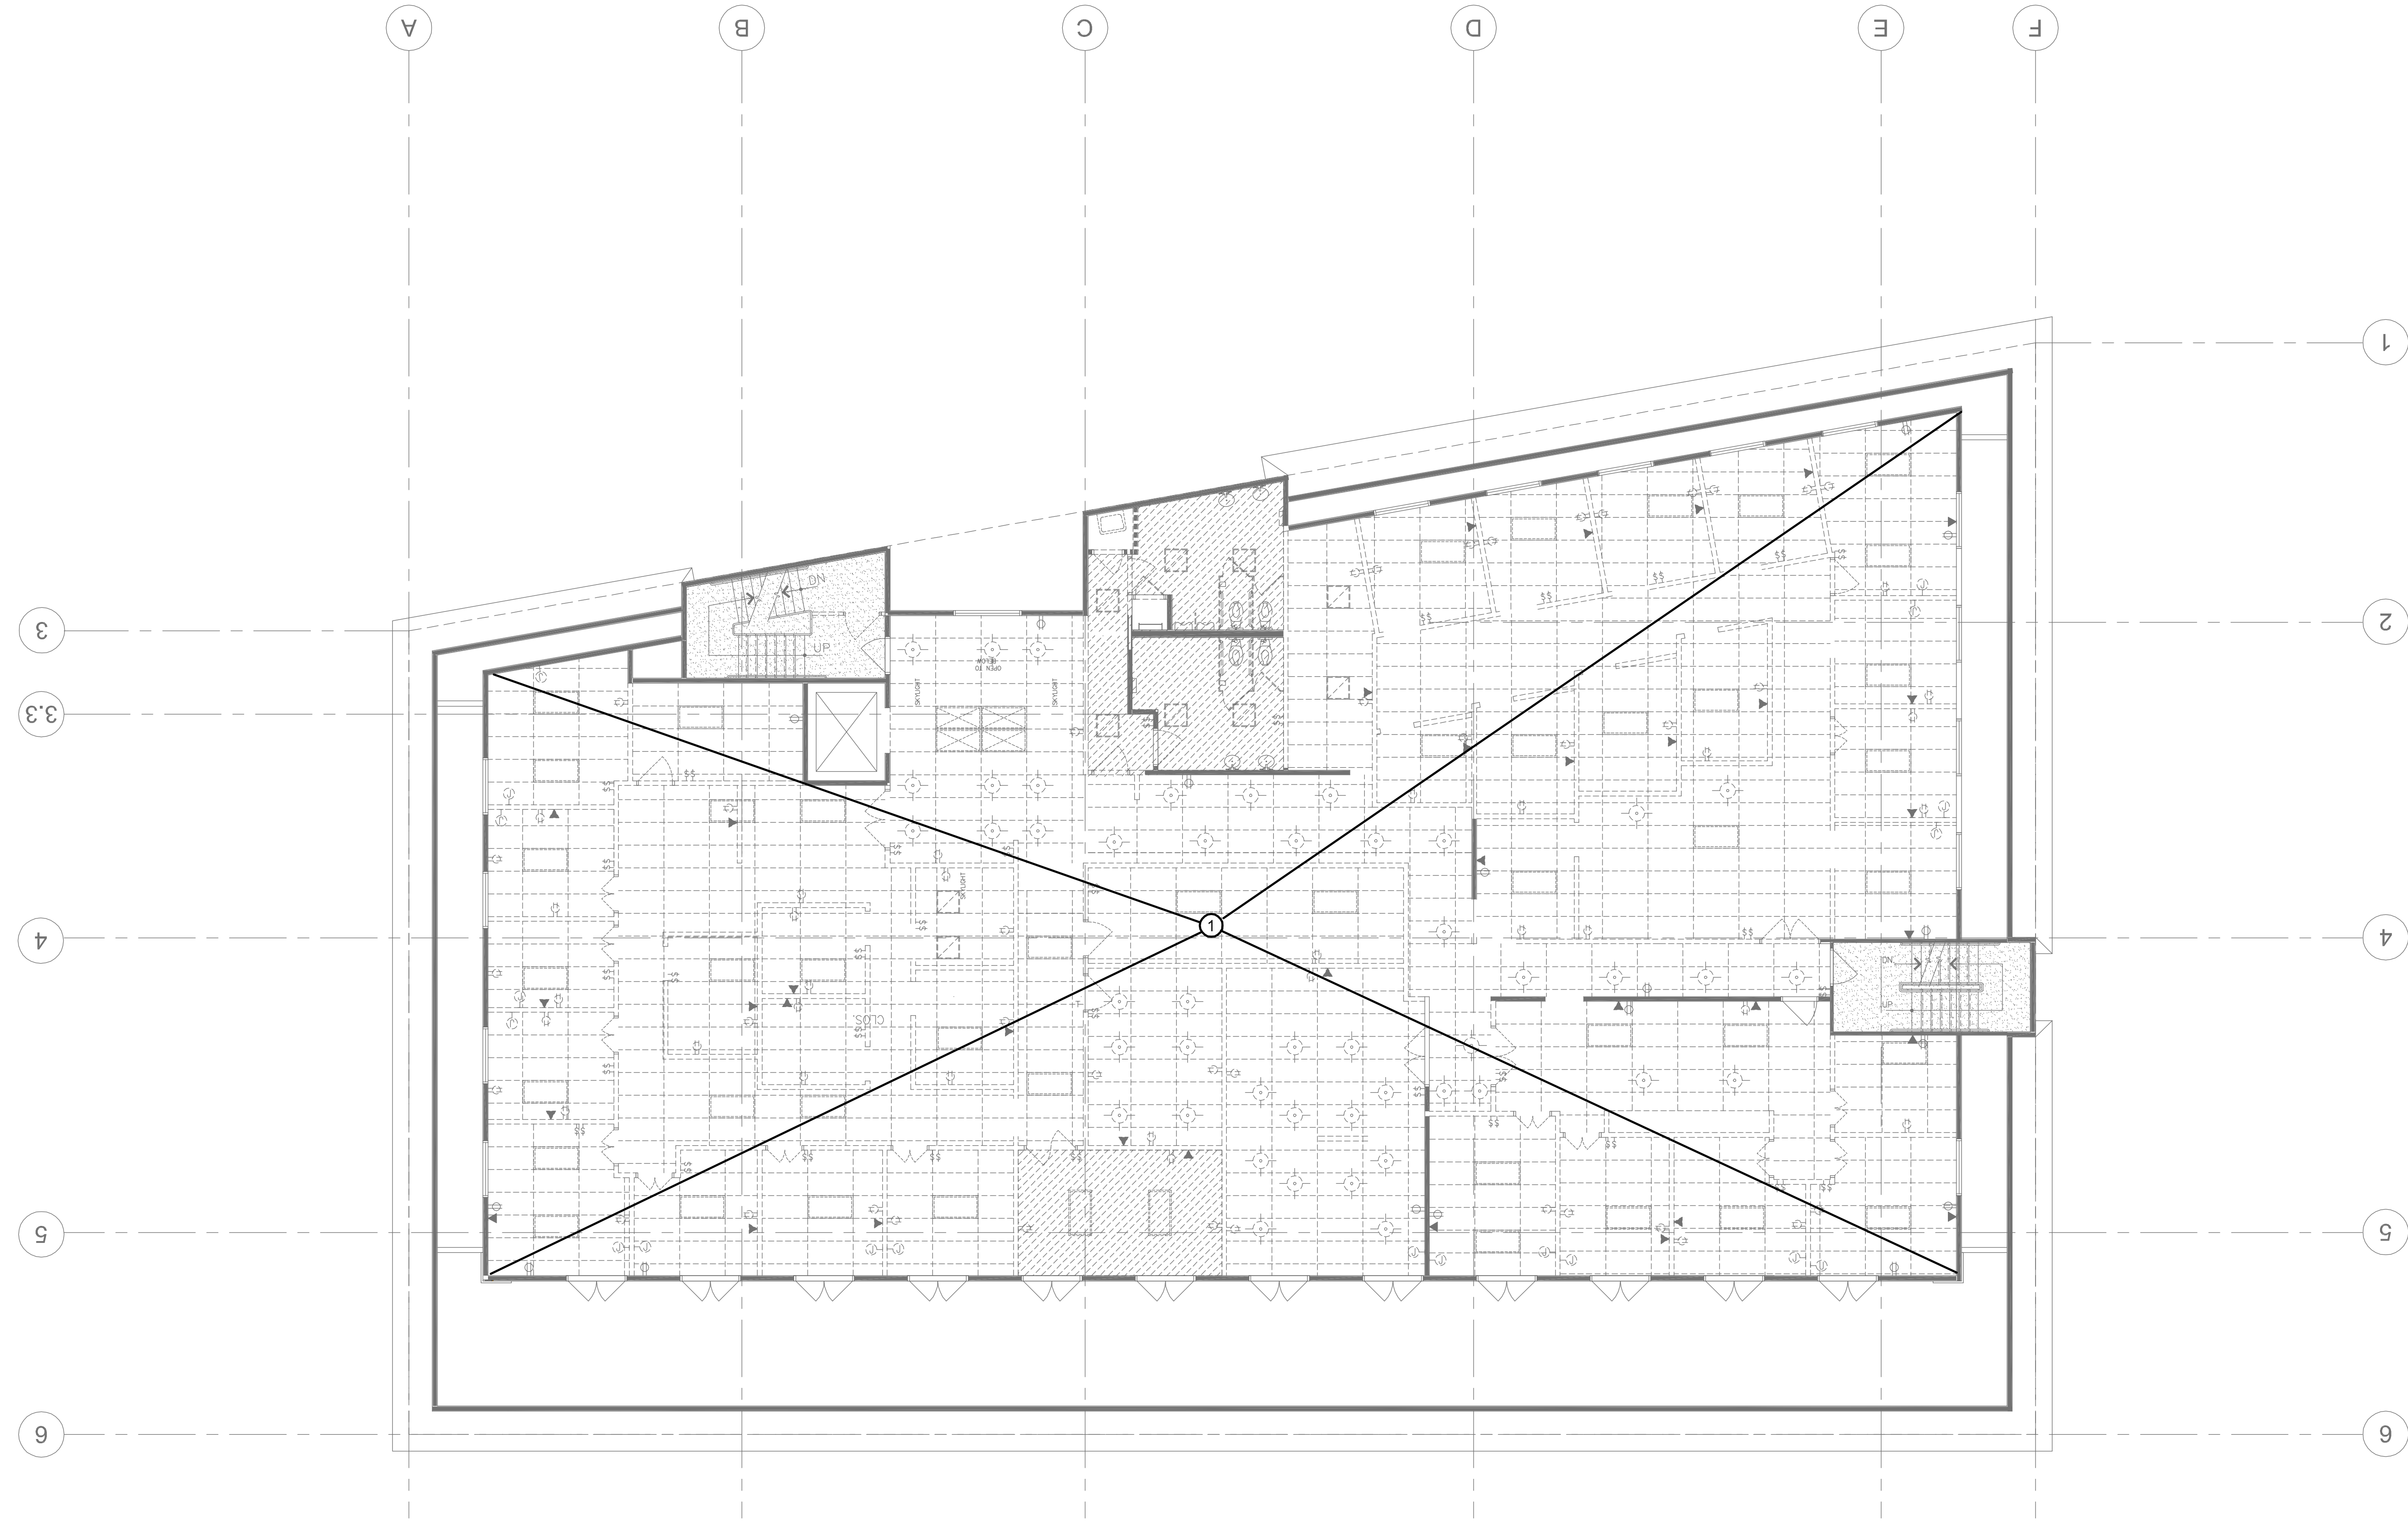 A B C D E F
1
3 2
3.3
4 4
5 5
6 6
DN
UP
OPEN TO
BELOW
SKYLIGHT SKYLIGHT
SKYLIGHT
1
CLOS.
DN
UP
$$ $$ $$ $$ $$ $$